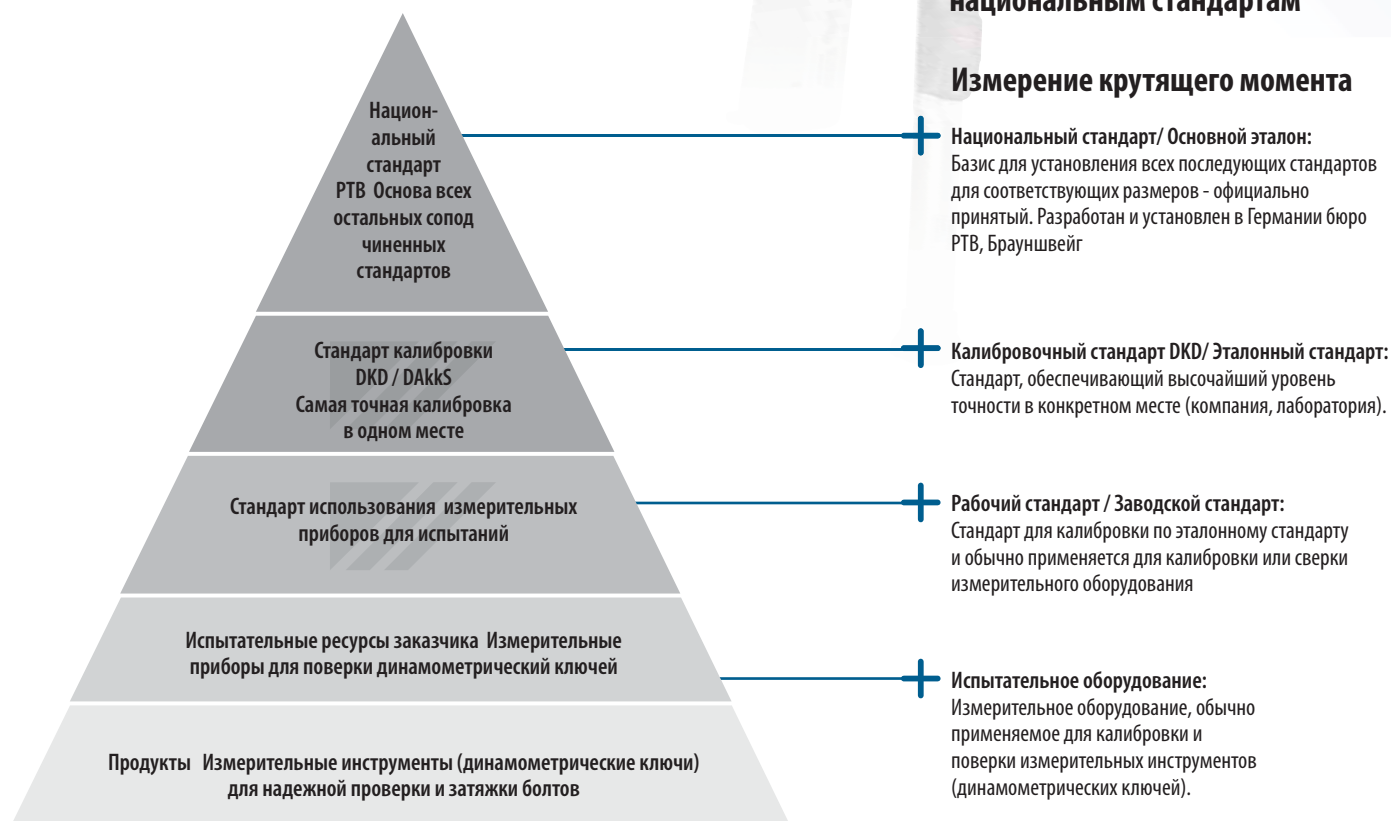 национальным стандартам
Измерение крутящего момента
Национ-
альный
стандарт
PTB Основа всех
остальных сопод
чиненных
стандартов
Национальный стандарт/ Основной эталон:
Базис для установления всех последующих стандартов
для соответствующих размеров - официально
принятый. Разработан и установлен в Германии бюро
PTB, Брауншвейг
Стандарт калибровки
DKD / DAkkS
Самая точная калибровка
в одном месте
Калибровочный стандарт DKD/ Эталонный стандарт:
Стандарт, обеспечивающий высочайший уровень
точности в конкретном месте (компания, лаборатория).
Стандарт использования измерительных
приборов для испытаний
Рабочий стандарт / Заводской стандарт:
Стандарт для калибровки по эталонному стандарту
и обычно применяется для калибровки или сверки
измерительного оборудования
Испытательные ресурсы заказчика Измерительные
приборы для поверки динамометрический ключей
Испытательное оборудование:
Измерительное оборудование, обычно
применяемое для калибровки и
поверки измерительных инструментов
(динамометрических ключей).
Продукты Измерительные инструменты (динамометрические ключи)
для надежной проверки и затяжки болтов